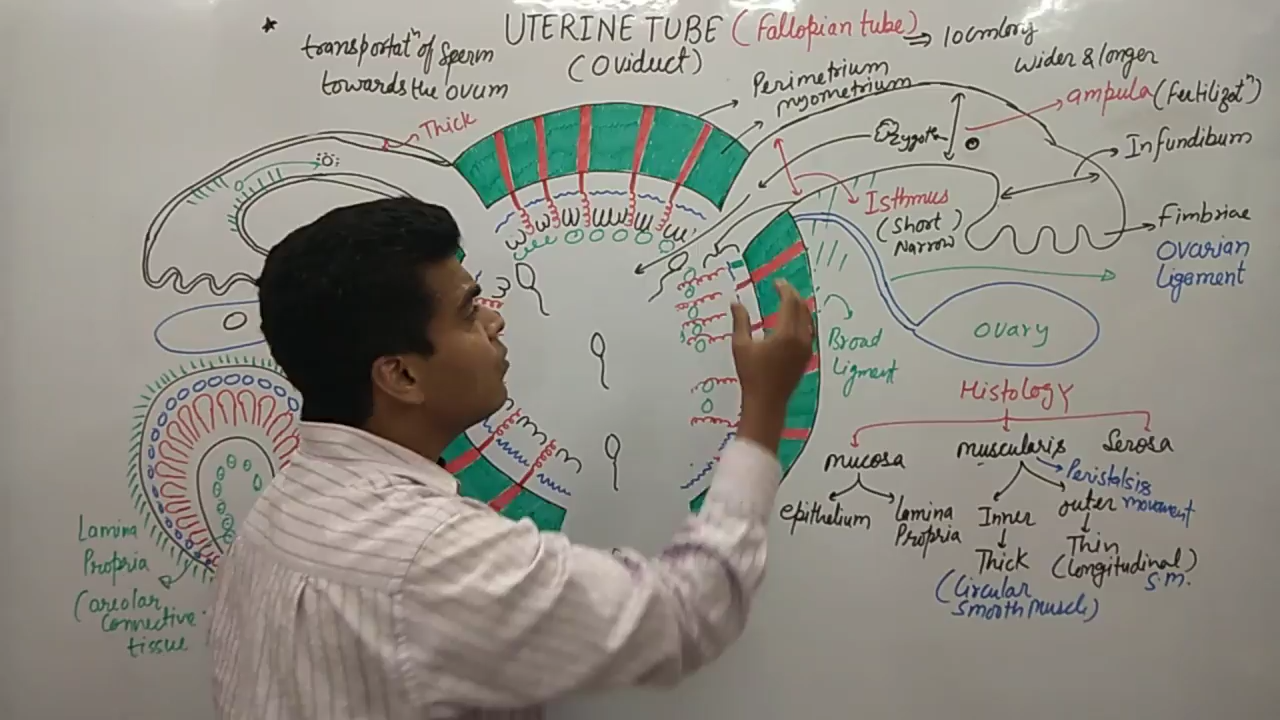 UTERINE TUBE (Fallopian tube) ⇒ 10cm long
(Oviduct)
* transportatⁿ of sperm
towards the ovum
Thick
Perimetrium
myometrium
wider & longer
ampula (Fertilizatⁿ)
Zygote
Infundibum
Isthmus
(Short
Narrow)
Fimbriae
Ovarian
Ligement
ovary
Broad
Ligment
Lamina
Propria
(areolar
connective
tissue
Histology
mucosa
muscularis
Serosa
epithelium
Lamina
Propria
Peristalsis
movement
Inner
outer
Thick
(Circular
smooth muscle)
Thin
(Longitudinal)
S.m.